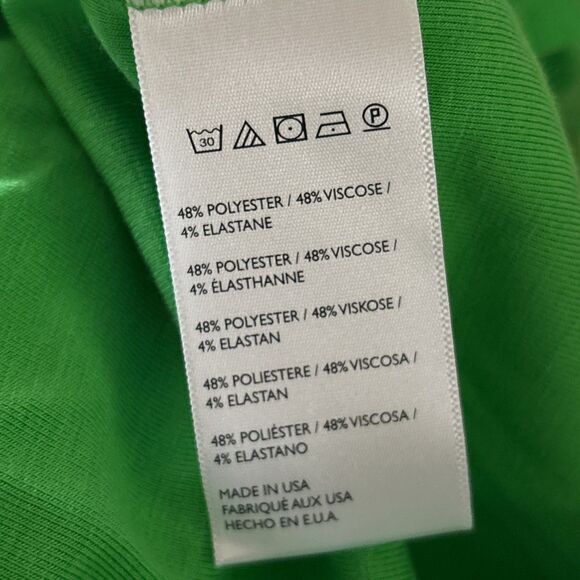 30
P
48% POLYESTER / 48% VISCOSE /
4% ELASTANE
48% POLYESTER / 48% VISCOSE /
4% ÉLASTHANNE
48% POLYESTER / 48% VISKOSE /
4% ELASTAN
48% POLIESTERE / 48% VISCOSA /
4% ELASTAN
48% POLIÉSTER / 48% VISCOSA /
4% ELASTANO
MADE IN USA
FABRIQUÉ AUX USA
HECHO EN E.U.A.